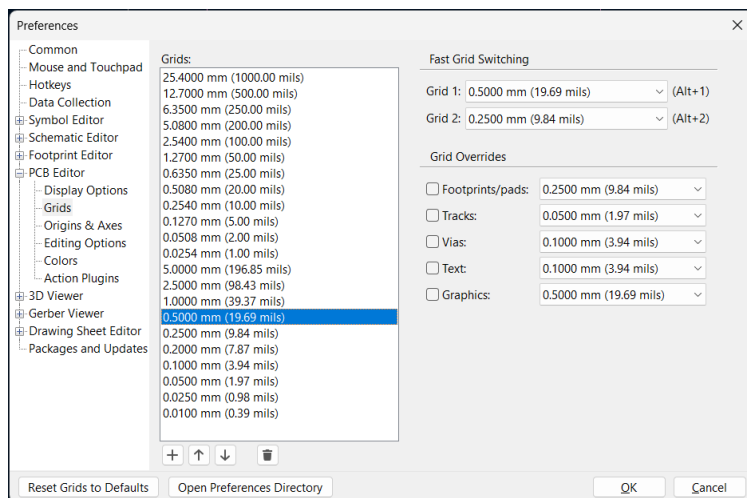 Preferences
Common
Mouse and Touchpad
Hotkeys
Data Collection
Symbol Editor
Schematic Editor
Footprint Editor
PCB Editor
Display Options
Grids
Origins & Axes
Editing Options
Colors
Action Plugins
3D Viewer
Gerber Viewer
Drawing Sheet Editor
Packages and Updates
Grids:
25.4000 mm (1000.00 mils)
12.7000 mm (500.00 mils)
6.3500 mm (250.00 mils)
5.0800 mm (200.00 mils)
2.5400 mm (100.00 mils)
1.2700 mm (50.00 mils)
0.6350 mm (25.00 mils)
0.5080 mm (20.00 mils)
0.2540 mm (10.00 mils)
0.1270 mm (5.00 mils)
0.0508 mm (2.00 mils)
0.0254 mm (1.00 mils)
5.0000 mm (196.85 mils)
2.5000 mm (98.43 mils)
1.0000 mm (39.37 mils)
0.5000 mm (19.69 mils)
0.2500 mm (9.84 mils)
0.2000 mm (7.87 mils)
0.1000 mm (3.94 mils)
0.0500 mm (1.97 mils)
0.0250 mm (0.98 mils)
0.0100 mm (0.39 mils)
Fast Grid Switching
Grid 1: 0.5000 mm (19.69 mils) (Alt+1)
Grid 2: 0.2500 mm (9.84 mils) (Alt+2)
Grid Overrides
Footprints/pads: 0.2500 mm (9.84 mils)
Tracks: 0.0500 mm (1.97 mils)
Vias: 0.1000 mm (3.94 mils)
Text: 0.1000 mm (3.94 mils)
Graphics: 0.5000 mm (19.69 mils)
Reset Grids to Defaults Open Preferences Directory OK Cancel